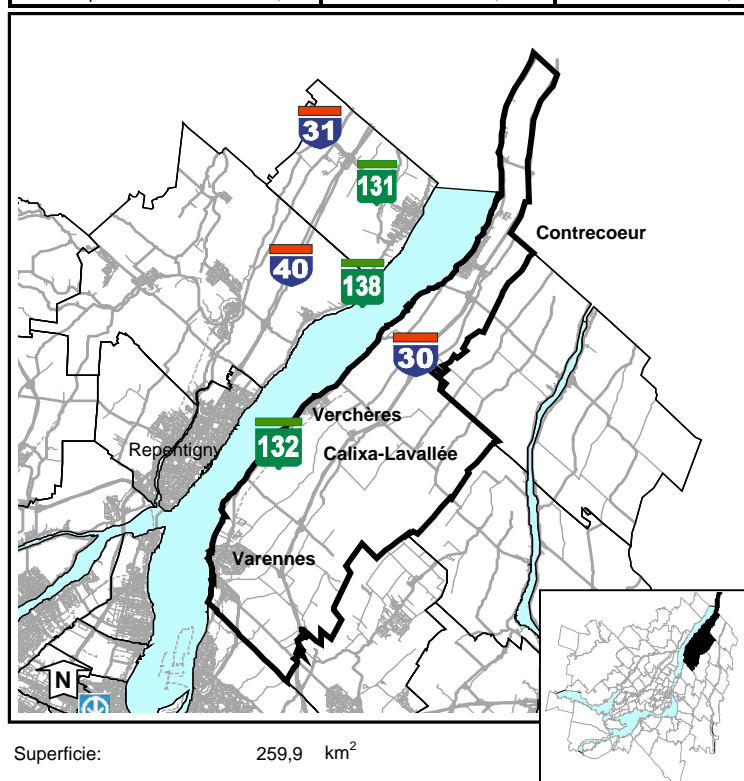 31
131
Contrecoeur
40
138
30
Verchères
132
Repentigny
Calixa-Lavallée
Varennes
N
Superficie: 259,9 km²